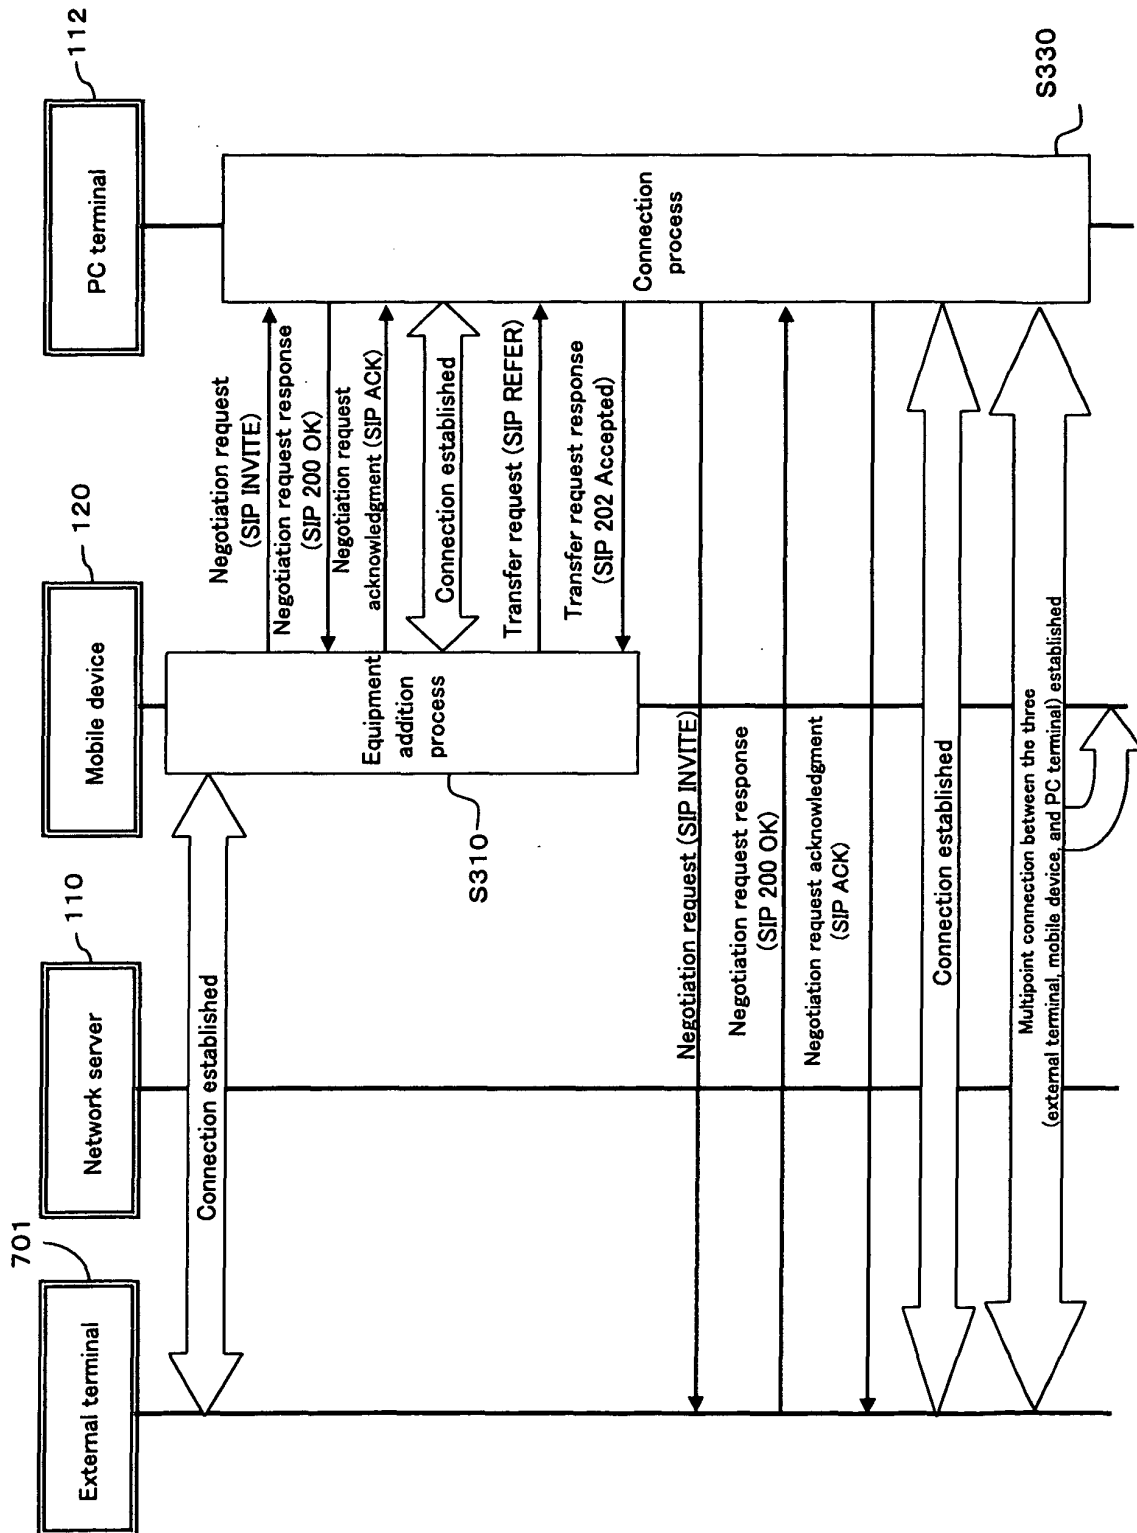 701
External terminal
110
Network server
120
Mobile device
112
PC terminal
Connection established
Equipment
addition
process
S310
Connection
process
S330
Negotiation request
(SIP INVITE)
Negotiation request response
(SIP 200 OK)
Negotiation request
acknowledgment (SIP ACK)
Connection established
Transfer request (SIP REFER)
Transfer request response
(SIP 202 Accepted)
Negotiation request (SIP INVITE)
Negotiation request response
(SIP 200 OK)
Negotiation request acknowledgment
(SIP ACK)
Connection established
Multipoint connection between the three
(external terminal, mobile device, and PC terminal) established